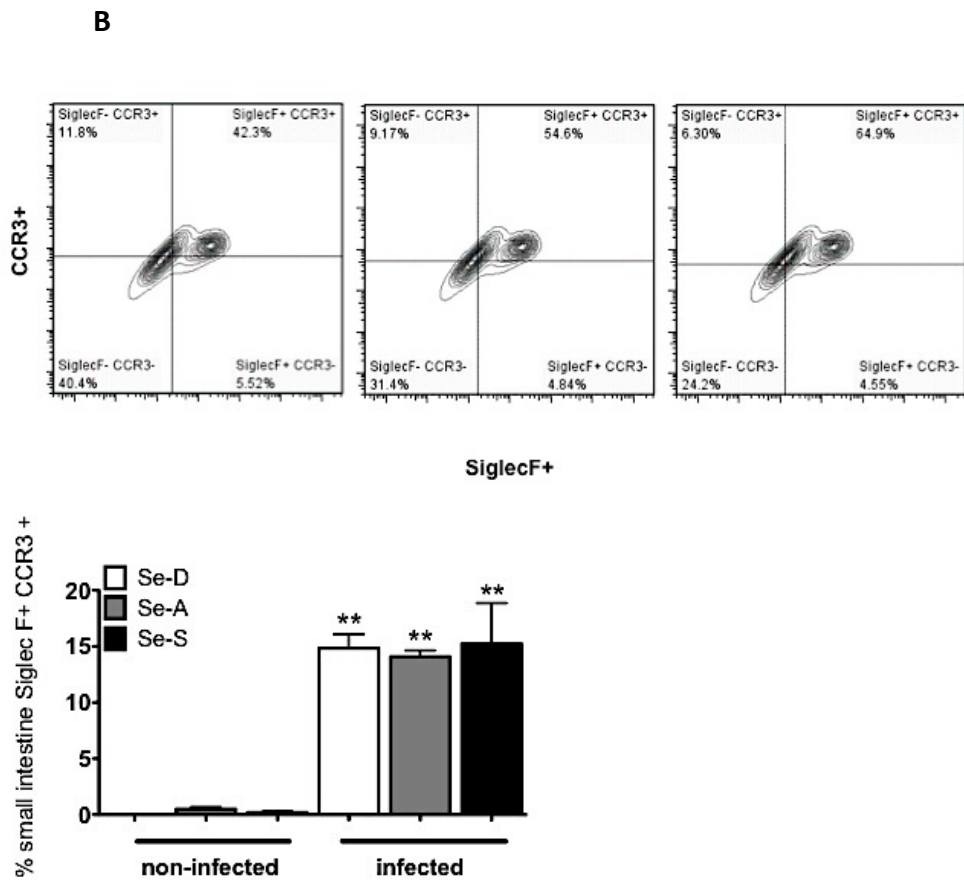 B
SiglecF- CCR3+ SiglecF+ CCR3+
11.8% 42.3%
SiglecF- CCR3- SiglecF+ CCR3-
40.4% 5.52%
SiglecF- CCR3+ SiglecF+ CCR3+
9.17% 54.6%
SiglecF- CCR3- SiglecF+ CCR3-
31.4% 4.84%
SiglecF- CCR3+ SiglecF+ CCR3+
6.30% 64.9%
SiglecF- CCR3- SiglecF+ CCR3-
24.2% 4.55%
CCR3+
SiglecF+
% small intestine Siglec F+ CCR3 +
20
15
10
5
0
Se-D
Se-A
Se-S
** ** **
non-infected infected